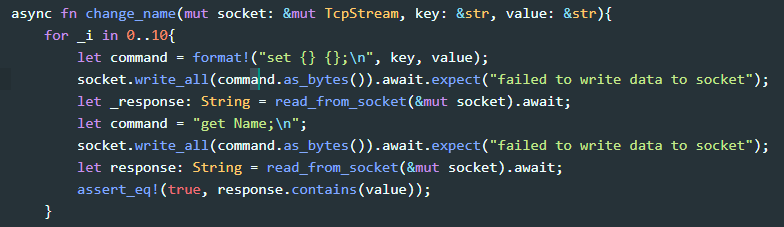 async fn change_name(mut socket: &mut TcpStream, key: &str, value: &str){
    for _i in 0..10{
        let command = format!("set {} {};\n", key, value);
        socket.write_all(command.as_bytes()).await.expect("failed to write data to socket");
        let _response: String = read_from_socket(&mut socket).await;
        let command = "get Name;\n";
        socket.write_all(command.as_bytes()).await.expect("failed to write data to socket");
        let response: String = read_from_socket(&mut socket).await;
        assert_eq!(true, response.contains(value));
    }